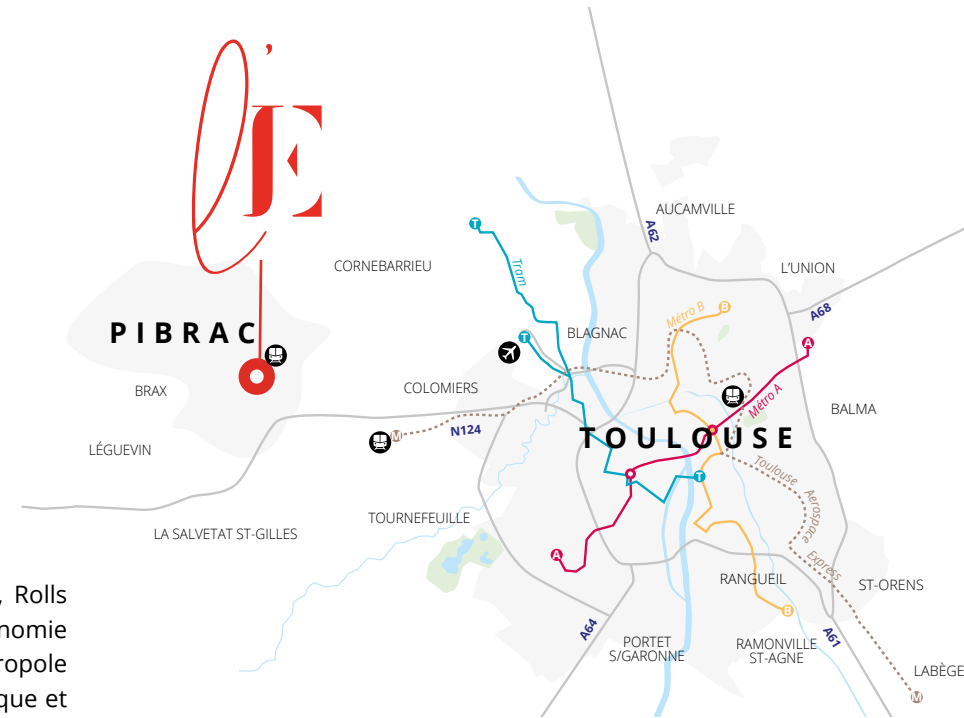 l'E
AUCAMVILLE
A62
CORNEBARRIEU
L'UNION
Tram
T
T
Métro B
B
A68
A
PIBRAC
BLAGNAC
BRAX
COLOMIERS
Métro A
BALMA
M
N124
TOULOUSE
LÉGUEVIN
Toulouse
Aerospace
Express
T
TOURNEFEUILLE
LA SALVETAT ST-GILLES
A
RANGUEIL
ST-ORENS
, Rolls
B
nomie
A64
A61
PORTET
S/GARONNE
RAMONVILLE
ST-AGNE
ropole
LABÈGE
que et
M